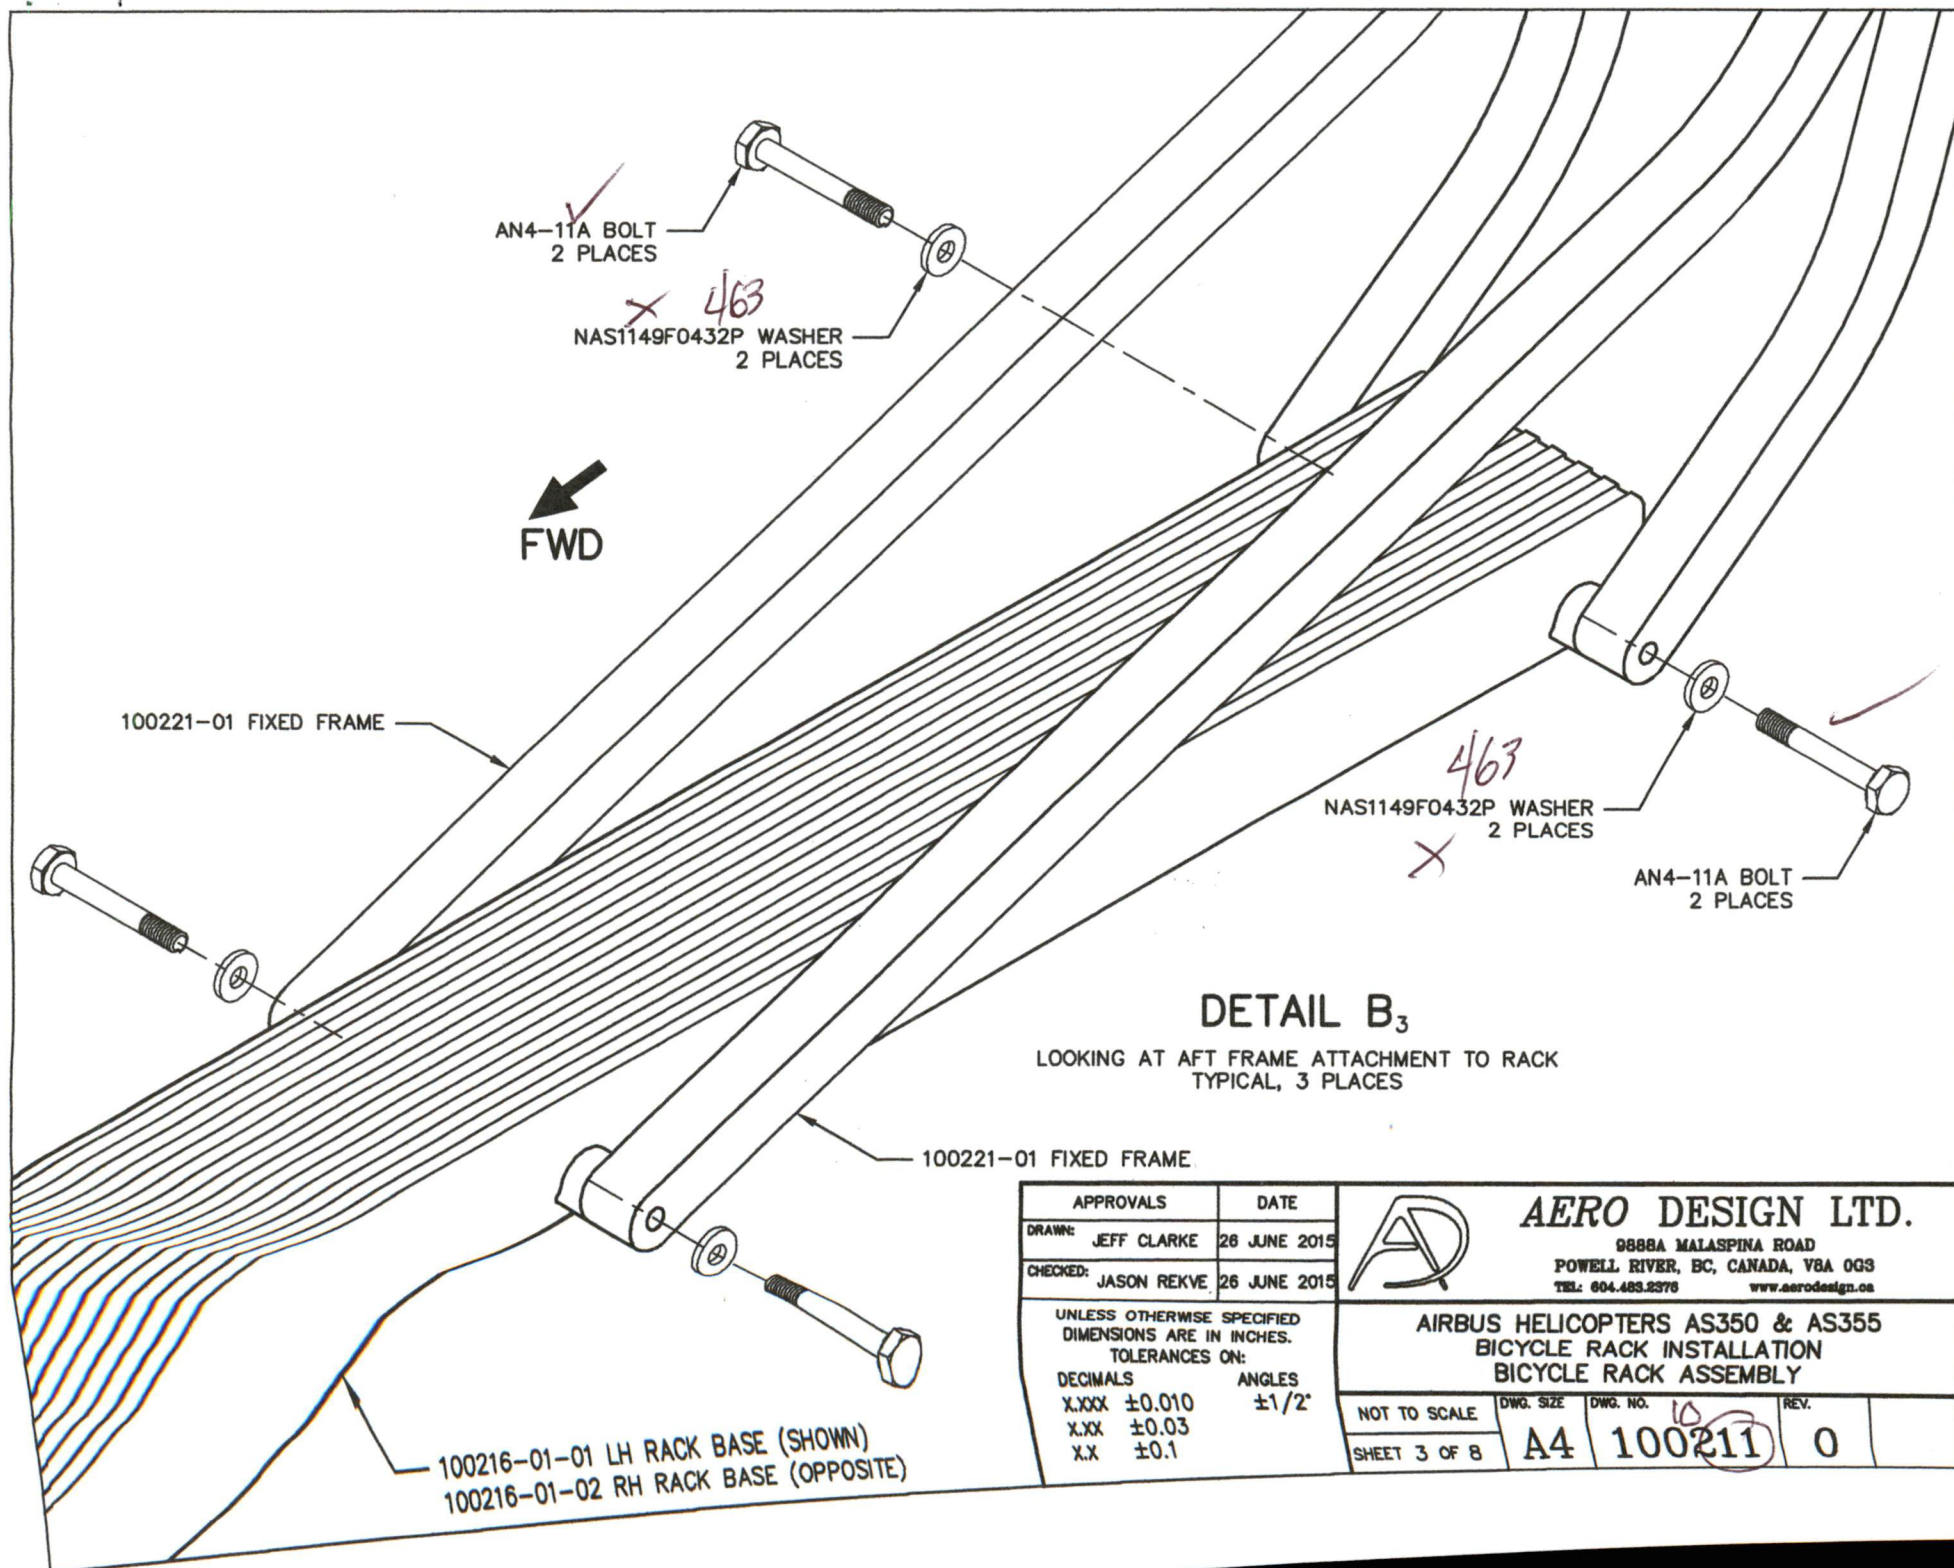 AN4-11A BOLT
2 PLACES
463
NAS1149F0432P WASHER
2 PLACES
FWD
100221-01 FIXED FRAME
463
NAS1149F0432P WASHER
2 PLACES
AN4-11A BOLT
2 PLACES
DETAIL B3
LOOKING AT AFT FRAME ATTACHMENT TO RACK
TYPICAL, 3 PLACES
100221-01 FIXED FRAME
100216-01-01 LH RACK BASE (SHOWN)
100216-01-02 RH RACK BASE (OPPOSITE)
APPROVALS DATE
DRAWN: JEFF CLARKE 26 JUNE 2015
CHECKED: JASON REKVE 26 JUNE 2015
UNLESS OTHERWISE SPECIFIED
DIMENSIONS ARE IN INCHES.
TOLERANCES ON:
DECIMALS ANGLES
X.XXX ±0.010 ±1/2°
X.XX ±0.03
X.X ±0.1
AD
AERO DESIGN LTD.
9888A MALASPINA ROAD
POWELL RIVER, BC, CANADA, V8A 0G3
TEL: 604.483.2376 www.aerodesign.ca
AIRBUS HELICOPTERS AS350 & AS355
BICYCLE RACK INSTALLATION
BICYCLE RACK ASSEMBLY
NOT TO SCALE
SHEET 3 OF 8
DWG. SIZE
A4
DWG. NO.
10
100211
REV.
0